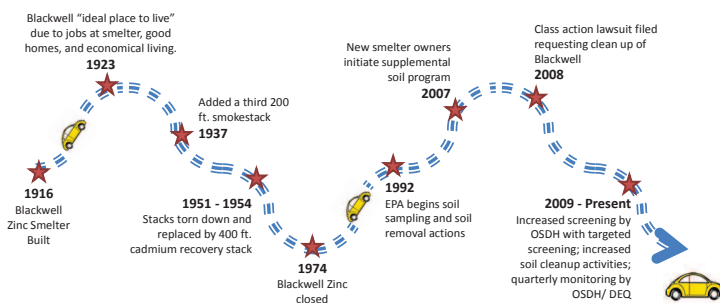 1916
Blackwell
Zinc Smelter
Built
Blackwell “ideal place to live”
due to jobs at smelter, good
homes, and economical living.
1923
Added a third 200
ft. smokestack
1937
1951 - 1954
Stacks torn down and
replaced by 400 ft.
cadmium recovery stack
1974
Blackwell Zinc
closed
1992
EPA begins soil
sampling and soil
removal actions
New smelter owners
initiate supplemental
soil program
2007
Class action lawsuit filed
requesting clean up of
Blackwell
2008
2009 - Present
Increased screening by
OSDH with targeted
screening; increased
soil cleanup activities;
quarterly monitoring by
OSDH/ DEQ